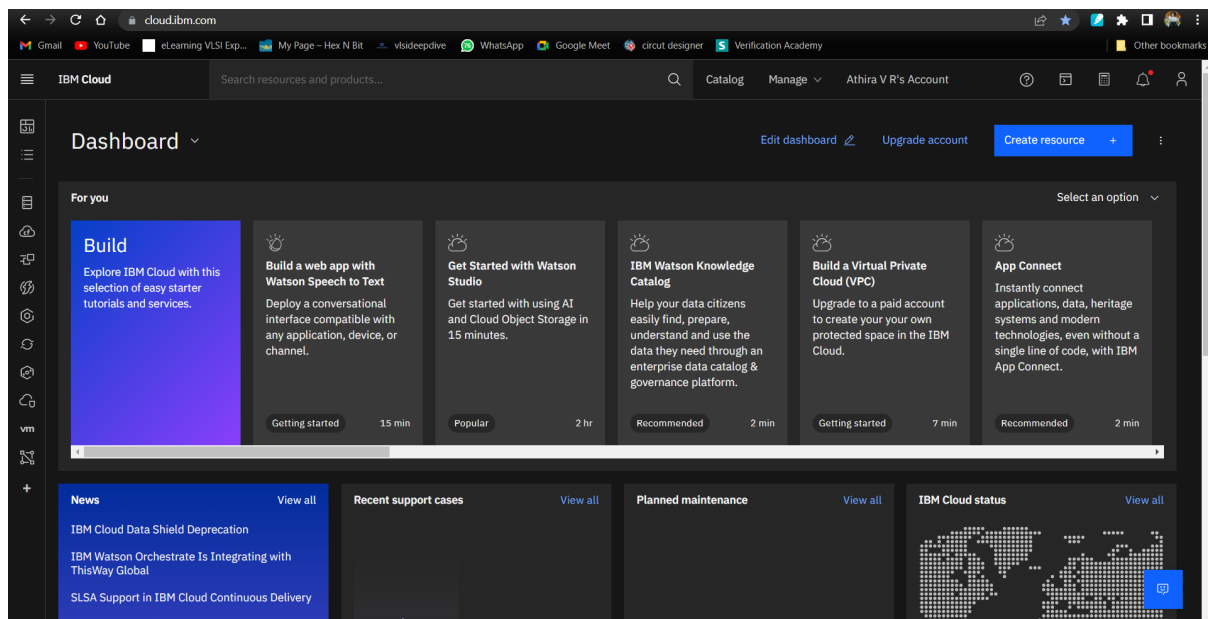 cloud.ibm.com
Gmail YouTube eLearning VLSI Exp... My Page – Hex N Bit vlsideepdive WhatsApp Google Meet circut designer Verification Academy Other bookmarks
IBM Cloud Search resources and products... Catalog Manage Athira V R's Account
Dashboard Edit dashboard Upgrade account Create resource +
For you Select an option
Build
Explore IBM Cloud with this
selection of easy starter
tutorials and services.
Build a web app with
Watson Speech to Text
Deploy a conversational
interface compatible with
any application, device, or
channel.
Getting started 15 min
Get Started with Watson
Studio
Get started with using AI
and Cloud Object Storage in
15 minutes.
Popular 2 hr
IBM Watson Knowledge
Catalog
Help your data citizens
easily find, prepare,
understand and use the
data they need through an
enterprise data catalog &
governance platform.
Recommended 2 min
Build a Virtual Private
Cloud (VPC)
Upgrade to a paid account
to create your your own
protected space in the IBM
Cloud.
Getting started 7 min
App Connect
Instantly connect
applications, data, heritage
systems and modern
technologies, even without a
single line of code, with IBM
App Connect.
Recommended 2 min
vm
News View all
IBM Cloud Data Shield Deprecation
IBM Watson Orchestrate Is Integrating with
ThisWay Global
SLSA Support in IBM Cloud Continuous Delivery
Recent support cases View all
Planned maintenance View all
IBM Cloud status View all